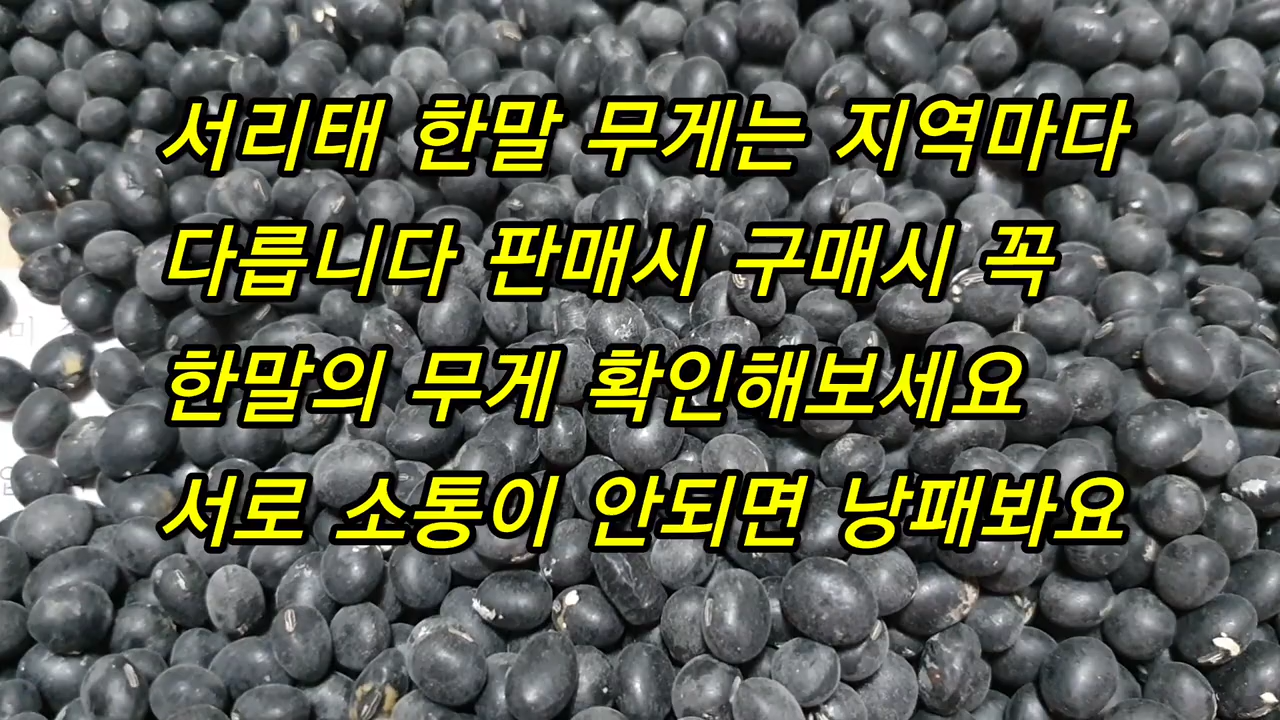 서리태 한말 무게는 지역마다
다릅니다 판매시 구매시 꼭
한말의 무게 확인해보세요
서로 소통이 안되면 낭패봐요